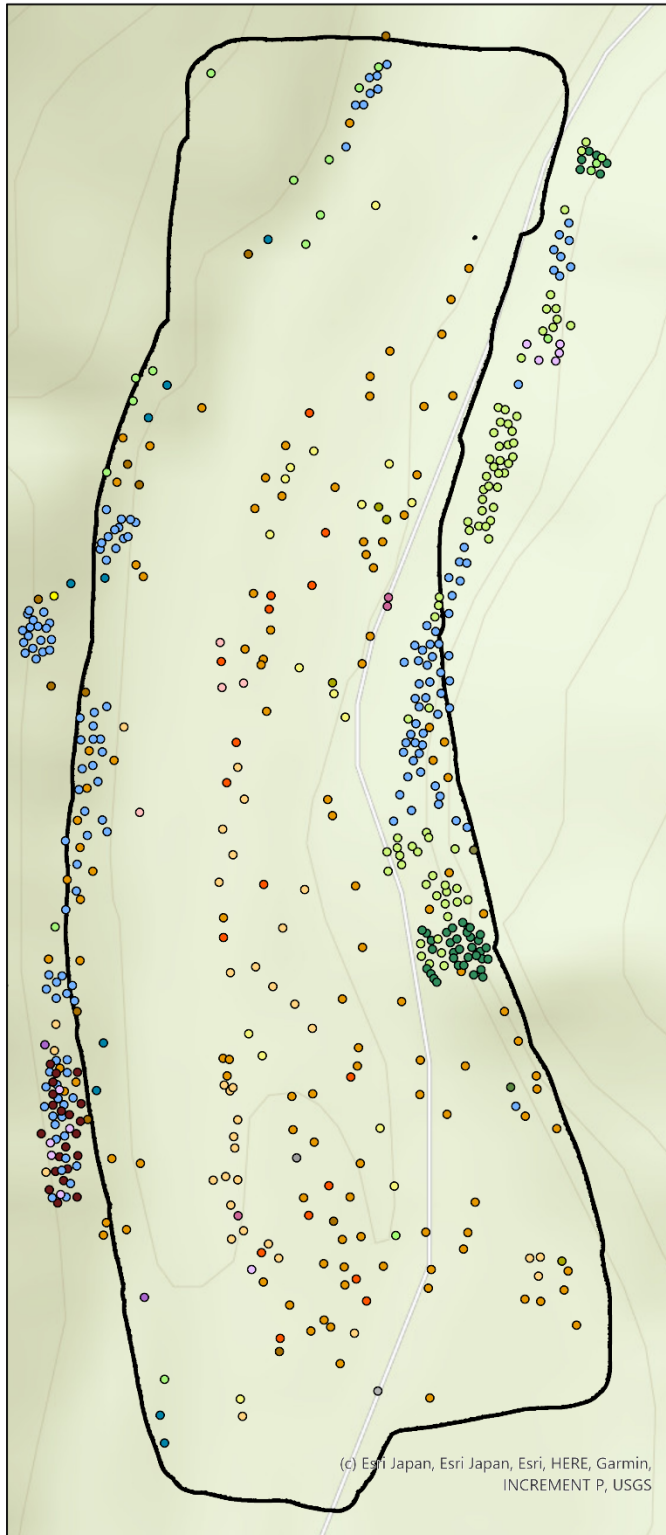 (c) Esri Japan, Esri Japan, Esri, HERE, Garmin,
INCREMENT P, USGS